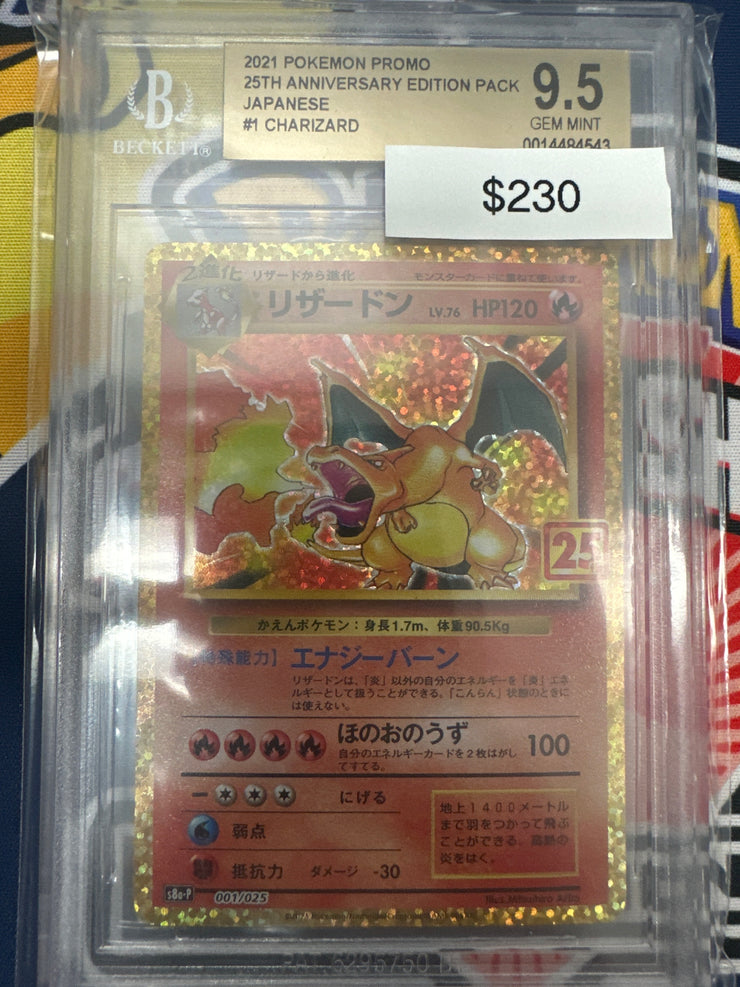 2021 POKEMON PROMO
25TH ANNIVERSARY EDITION PACK
JAPANESE
#1 CHARIZARD
9.5
GEM MINT
0014484543
B
BECKETT®
$230
2進化 リザードから進化 モンスターカードに重ねて使います。
リザードン LV.76 HP120
25
かえんポケモン：身長1.7m、体重90.5Kg
[特殊能力] エナジーバーン
リザードンは、「炎」以外の自分のエネルギーを「炎」エネ
ルギーとして扱うことができる。「こんらん」状態のときに
は使えない。
ほのおのうず 100
自分のエネルギーカードを2枚はがし
てすてる。
にげる
弱点
抵抗力 ダメージ -30
地上1400メートル
まで羽をつかって飛ぶ
ことができる。高熱の
炎をはく。
s8a-P 001/025
Illus. Mitsuhiro Arita
PAT. 6295750